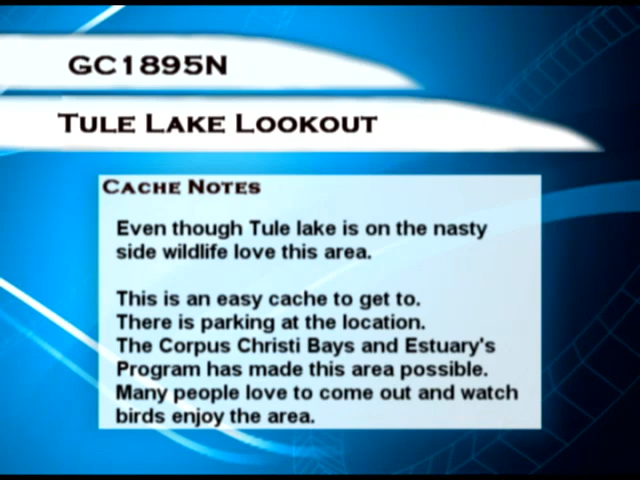 GC1895N
Tule Lake Lookout
Cache Notes
Even though Tule lake is on the nasty
side wildlife love this area.
This is an easy cache to get to.
There is parking at the location.
The Corpus Christi Bays and Estuary's
Program has made this area possible.
Many people love to come out and watch
birds enjoy the area.